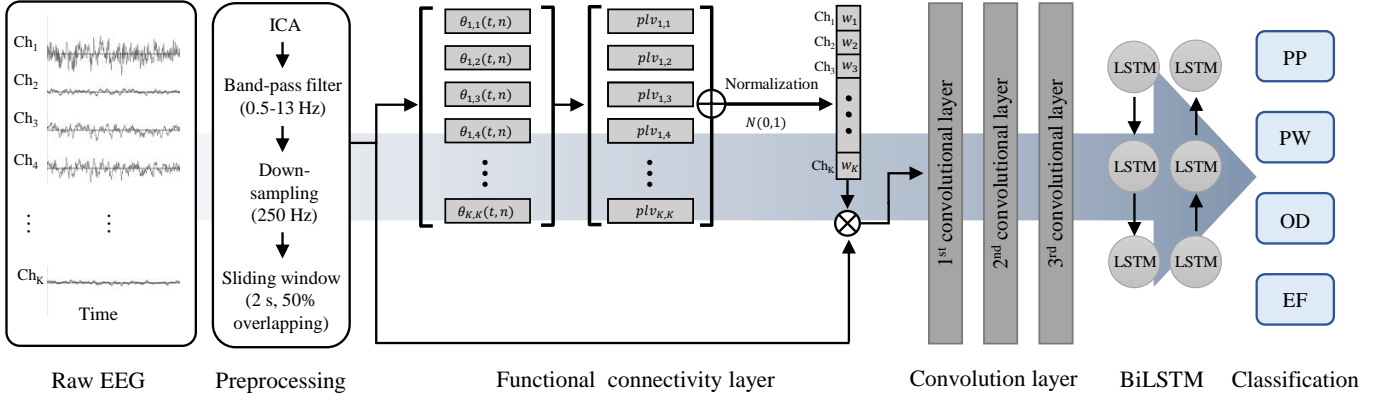 Ch1
Ch2
Ch3
Ch4
⋮ ⋮
ChK
Time
Raw EEG
ICA
Band-pass filter
(0.5-13 Hz)
Down-
sampling
(250 Hz)
Sliding window
(2 s, 50%
overlapping)
Preprocessing
θ1,1(t, n)
θ1,2(t, n)
θ1,3(t, n)
θ1,4(t, n)
⋮
θK,K(t, n)
plv1,1
plv1,2
plv1,3
plv1,4
⋮
plvK,K
Normalization
N(0,1)
Ch1 w1
Ch2 w2
Ch3 w3
⋮
ChK wK
Functional connectivity layer
1st convolutional layer
2nd convolutional layer
3rd convolutional layer
Convolution layer
LSTM LSTM
LSTM LSTM
LSTM LSTM
BiLSTM
PP
PW
OD
EF
Classification